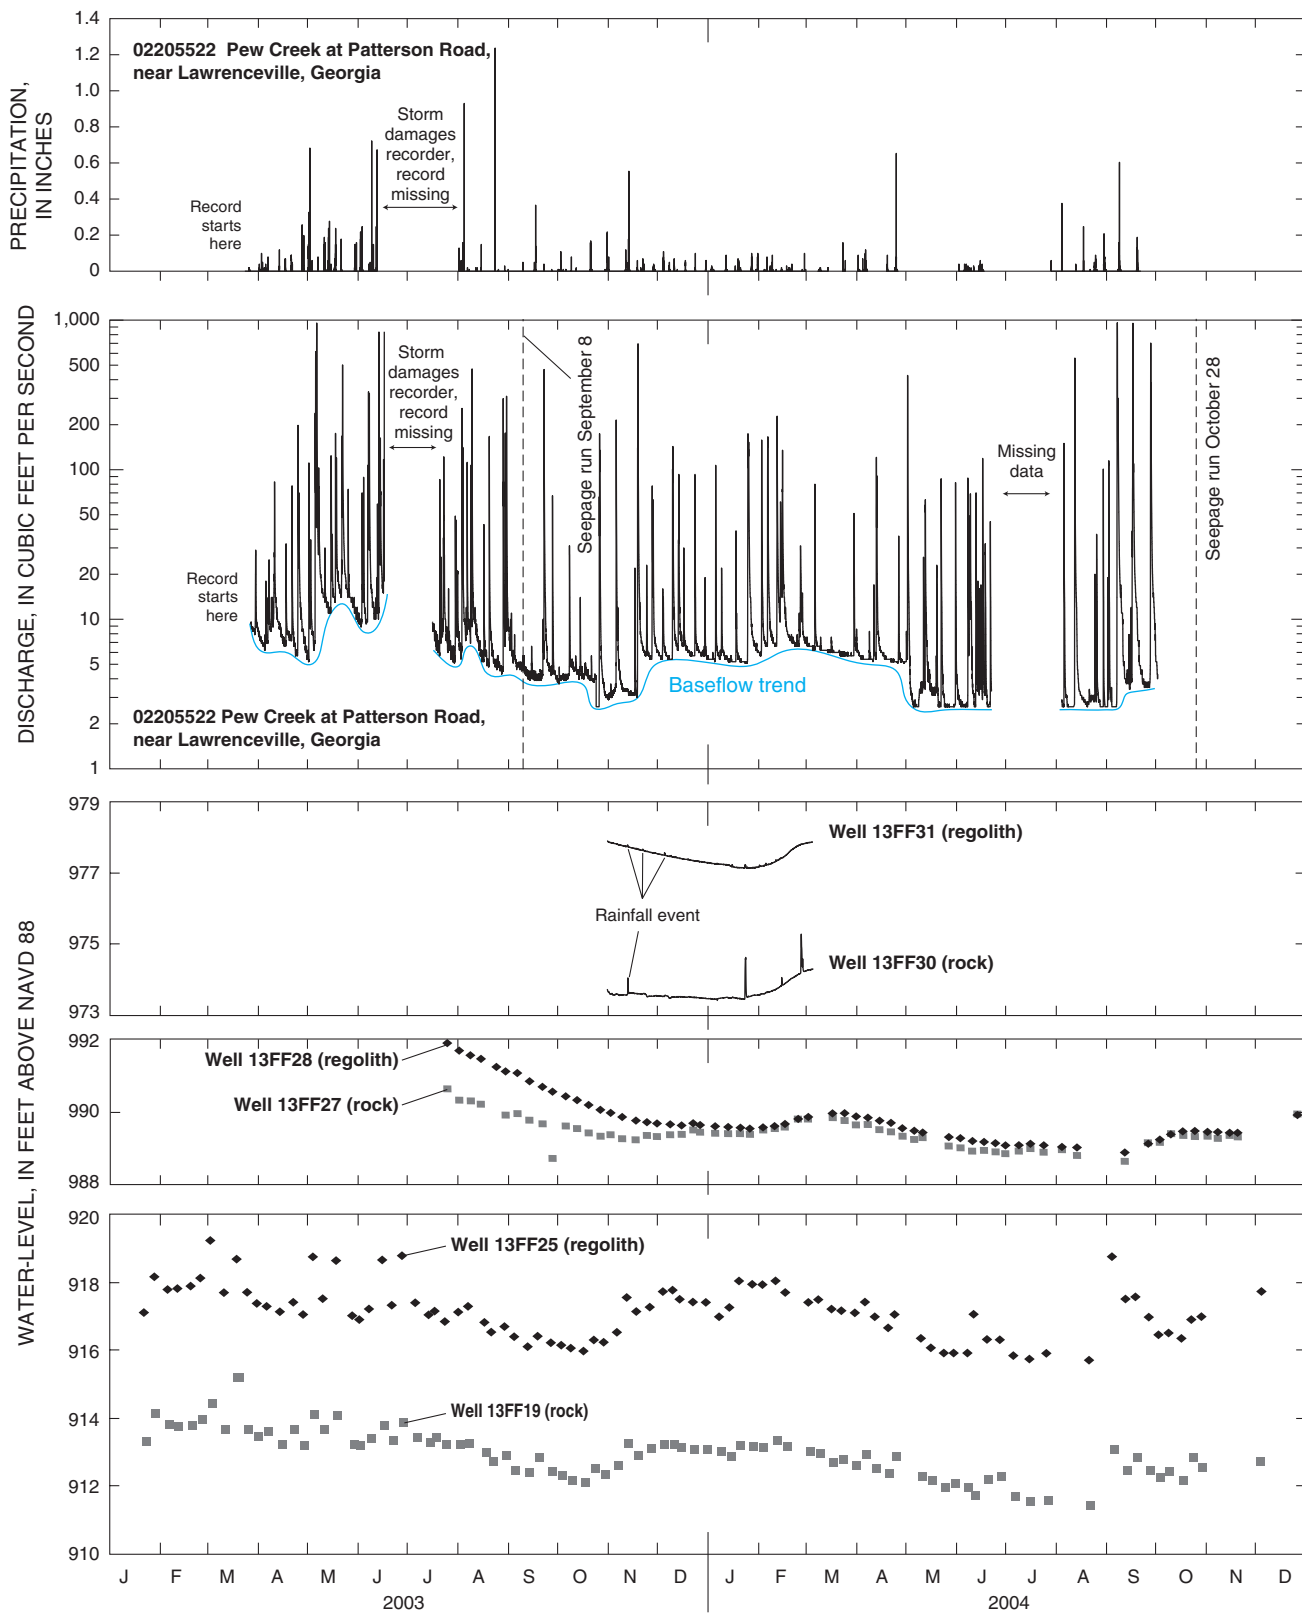 PRECIPITATION,
IN INCHES
1.4
1.2
1.0
0.8
0.6
0.4
0.2
0
02205522 Pew Creek at Patterson Road,
near Lawrenceville, Georgia
Storm
damages
recorder,
record
missing
Record
starts
here
DISCHARGE, IN CUBIC FEET PER SECOND
1,000
500
200
100
50
20
10
5
2
1
Storm
damages
recorder,
record
missing
Seepage run September 8
Missing
data
Seepage run October 28
Record
starts
here
Baseflow trend
02205522 Pew Creek at Patterson Road,
near Lawrenceville, Georgia
WATER-LEVEL, IN FEET ABOVE NAVD 88
979
977
975
973
Well 13FF31 (regolith)
Rainfall event
Well 13FF30 (rock)
992
990
988
Well 13FF28 (regolith)
Well 13FF27 (rock)
920
918
916
914
912
910
Well 13FF25 (regolith)
Well 13FF19 (rock)
J F M A M J J A S O N D J F M A M J J A S O N D
2003 2004